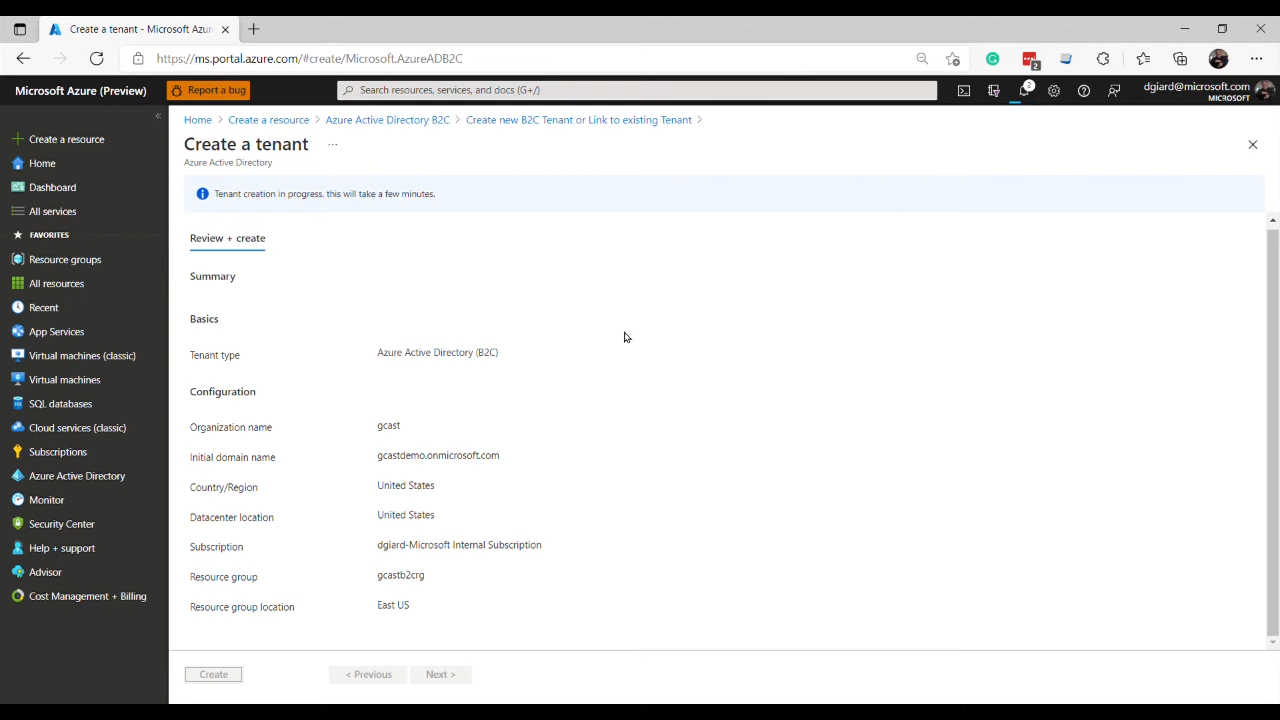 Create a tenant - Microsoft Azur
https://ms.portal.azure.com/#create/Microsoft.AzureADB2C
2
Microsoft Azure (Preview)
Report a bug
Search resources, services, and docs (G+/)
2
dgiard@microsoft.com
MICROSOFT
Create a resource
Home
Dashboard
All services
FAVORITES
Resource groups
All resources
Recent
App Services
Virtual machines (classic)
Virtual machines
SQL databases
Cloud services (classic)
Subscriptions
Azure Active Directory
Monitor
Security Center
Help + support
Advisor
Cost Management + Billing
Home > Create a resource > Azure Active Directory B2C > Create new B2C Tenant or Link to existing Tenant >
Create a tenant ...
Azure Active Directory
Tenant creation in progress, this will take a few minutes.
Review + create
Summary
Basics
Tenant type Azure Active Directory (B2C)
Configuration
Organization name gcast
Initial domain name gcastdemo.onmicrosoft.com
Country/Region United States
Datacenter location United States
Subscription dgiard-Microsoft Internal Subscription
Resource group gcastb2crg
Resource group location East US
Create < Previous Next >